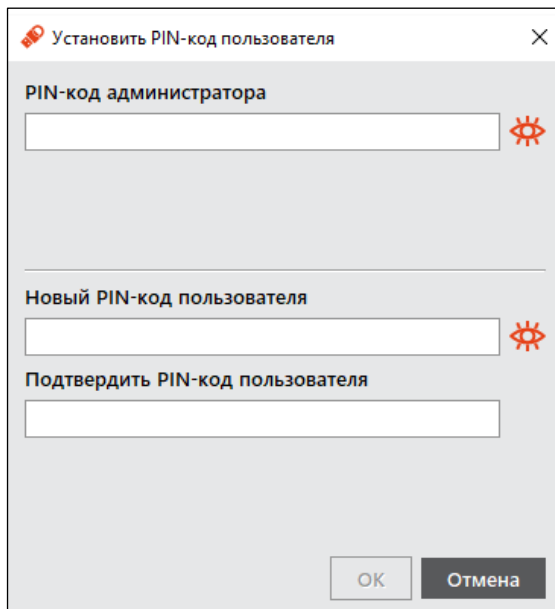 Установить PIN-код пользователя
PIN-код администратора
Новый PIN-код пользователя
Подтвердить PIN-код пользователя
OK
Отмена